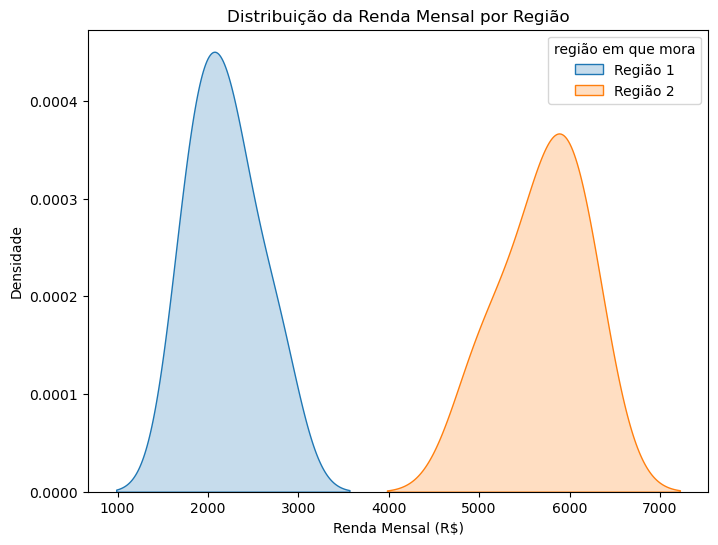 Distribuição da Renda Mensal por Região
região em que mora
Região 1
Região 2
Densidade
0.0004
0.0003
0.0002
0.0001
0.0000
1000 2000 3000 4000 5000 6000 7000
Renda Mensal (R$)